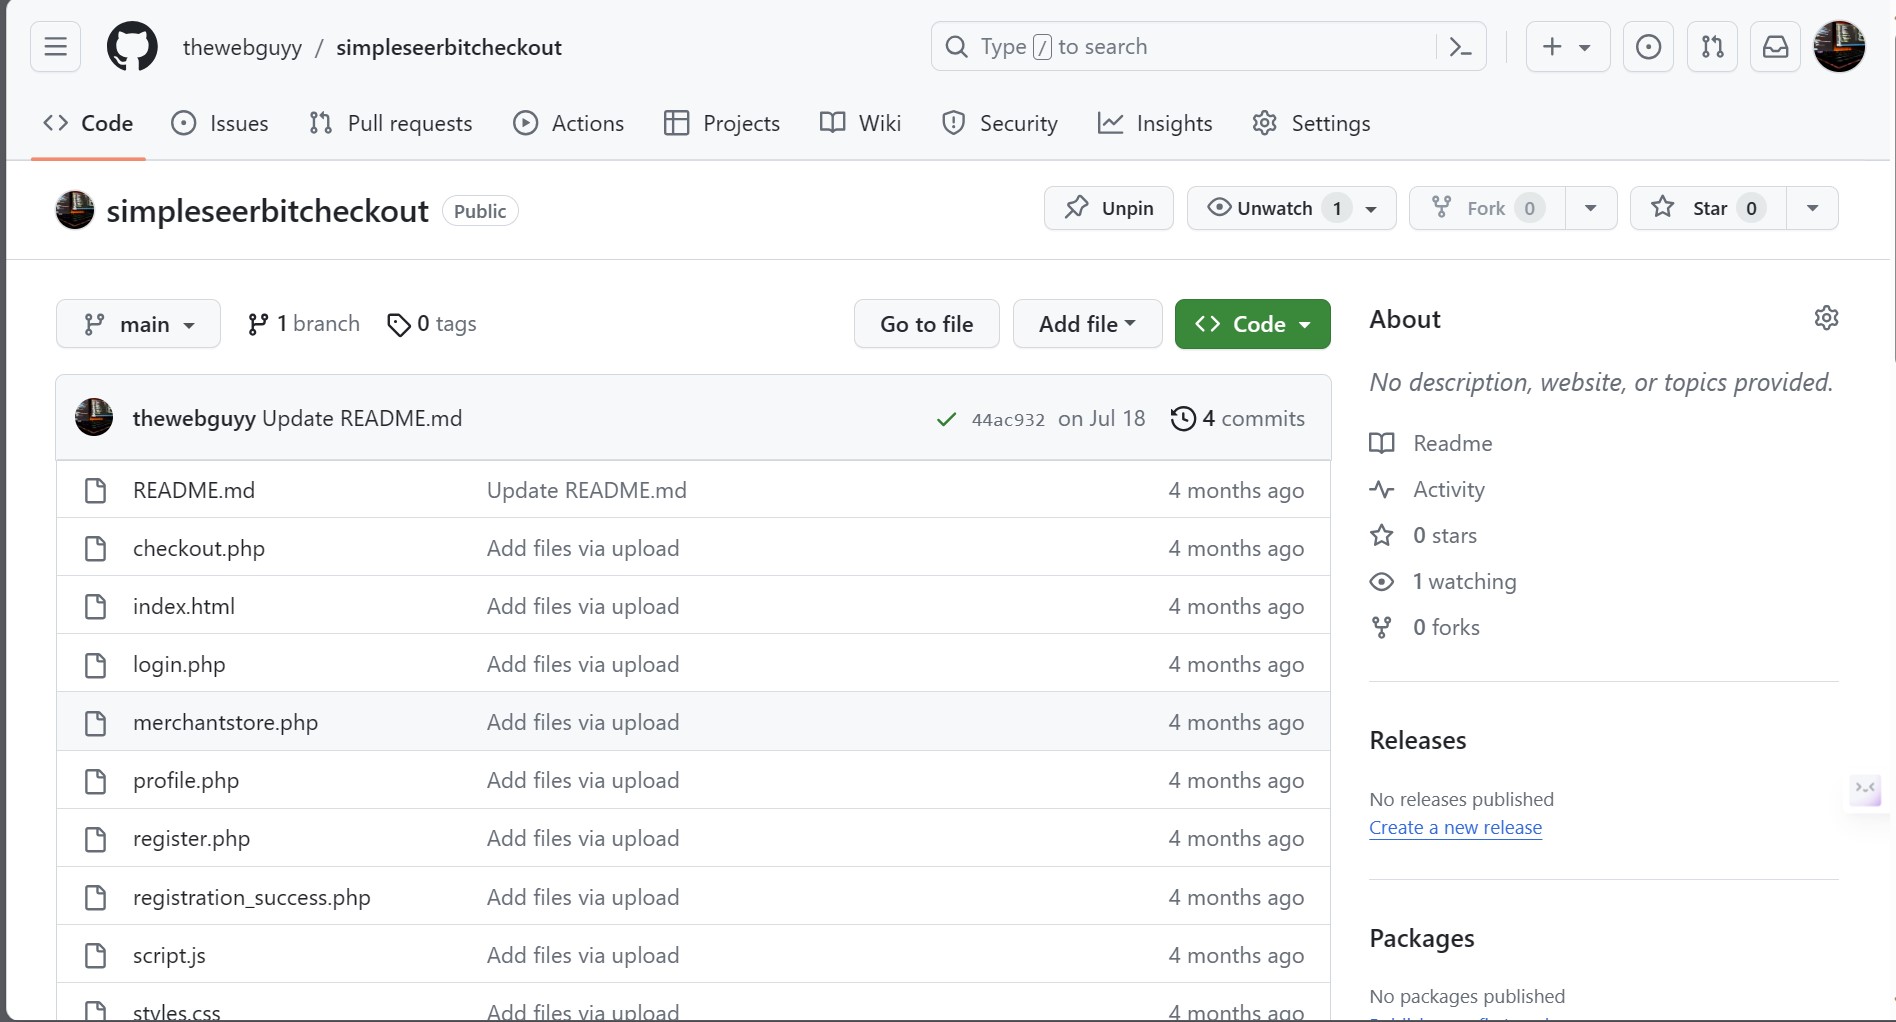 thewebguyy / simpleseerbitcheckout
Type / to search
Code Issues Pull requests Actions Projects Wiki Security Insights Settings
simpleseerbitcheckout Public
Unpin Unwatch 1 Fork 0 Star 0
main 1 branch 0 tags Go to file Add file Code
thewebguyy Update README.md 44ac932 on Jul 18 4 commits
README.md Update README.md 4 months ago
checkout.php Add files via upload 4 months ago
index.html Add files via upload 4 months ago
login.php Add files via upload 4 months ago
merchantstore.php Add files via upload 4 months ago
profile.php Add files via upload 4 months ago
register.php Add files via upload 4 months ago
registration_success.php Add files via upload 4 months ago
script.js Add files via upload 4 months ago
styles.css Add files via upload 4 months ago
About
No description, website, or topics provided.
Readme
Activity
0 stars
1 watching
0 forks
Releases
No releases published
Create a new release
Packages
No packages published